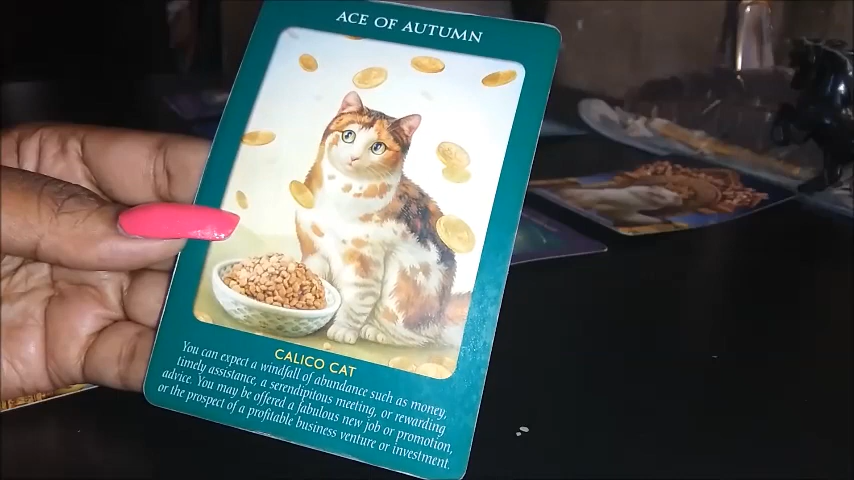 ACE OF AUTUMN
CALICO CAT
You can expect a windfall of abundance such as money,
timely assistance, a serendipitous meeting, or rewarding
advice. You may be offered a fabulous new job or promotion,
or the prospect of a profitable business venture or investment.